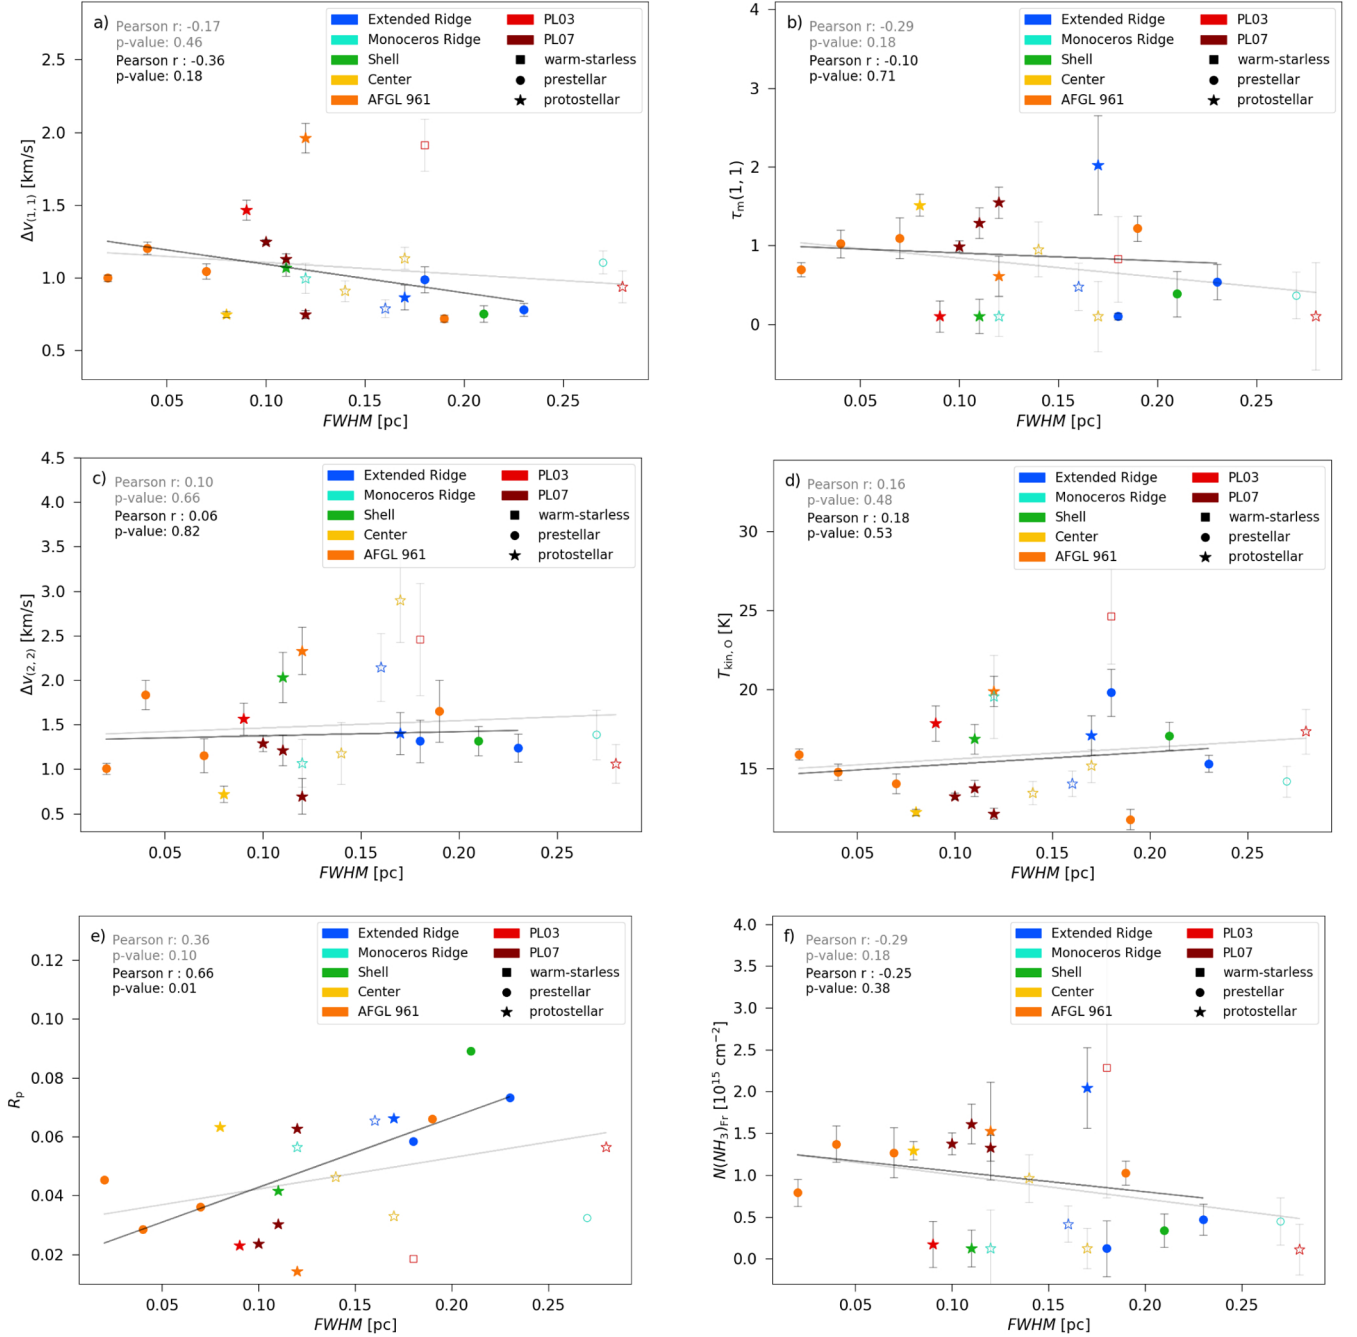 a)
Pearson r: -0.17
p-value: 0.46
Pearson r : -0.36
p-value: 0.18
Extended Ridge
Monoceros Ridge
Shell
Center
AFGL 961
PL03
PL07
warm-starless
prestellar
protostellar
2.5
2.0
1.5
1.0
0.5
Δv(1, 1) [km/s]
0.05 0.10 0.15 0.20 0.25
FWHM [pc]
b)
Pearson r: -0.29
p-value: 0.18
Pearson r : -0.10
p-value: 0.71
Extended Ridge
Monoceros Ridge
Shell
Center
AFGL 961
PL03
PL07
warm-starless
prestellar
protostellar
4
3
2
1
0
τm(1, 1)
0.05 0.10 0.15 0.20 0.25
FWHM [pc]
c)
Pearson r: 0.10
p-value: 0.66
Pearson r : 0.06
p-value: 0.82
Extended Ridge
Monoceros Ridge
Shell
Center
AFGL 961
PL03
PL07
warm-starless
prestellar
protostellar
4.5
4.0
3.5
3.0
2.5
2.0
1.5
1.0
0.5
Δv(2, 2) [km/s]
0.05 0.10 0.15 0.20 0.25
FWHM [pc]
d)
Pearson r: 0.16
p-value: 0.48
Pearson r : 0.18
p-value: 0.53
Extended Ridge
Monoceros Ridge
Shell
Center
AFGL 961
PL03
PL07
warm-starless
prestellar
protostellar
30
25
20
15
Tkin, O [K]
0.05 0.10 0.15 0.20 0.25
FWHM [pc]
e)
Pearson r: 0.36
p-value: 0.10
Pearson r : 0.66
p-value: 0.01
Extended Ridge
Monoceros Ridge
Shell
Center
AFGL 961
PL03
PL07
warm-starless
prestellar
protostellar
0.12
0.10
0.08
0.06
0.04
0.02
Rp
0.05 0.10 0.15 0.20 0.25
FWHM [pc]
f)
Pearson r: -0.29
p-value: 0.18
Pearson r : -0.25
p-value: 0.38
Extended Ridge
Monoceros Ridge
Shell
Center
AFGL 961
PL03
PL07
warm-starless
prestellar
protostellar
4.0
3.5
3.0
2.5
2.0
1.5
1.0
0.5
0.0
N(NH3)Fr [10¹⁵ cm⁻²]
0.05 0.10 0.15 0.20 0.25
FWHM [pc]